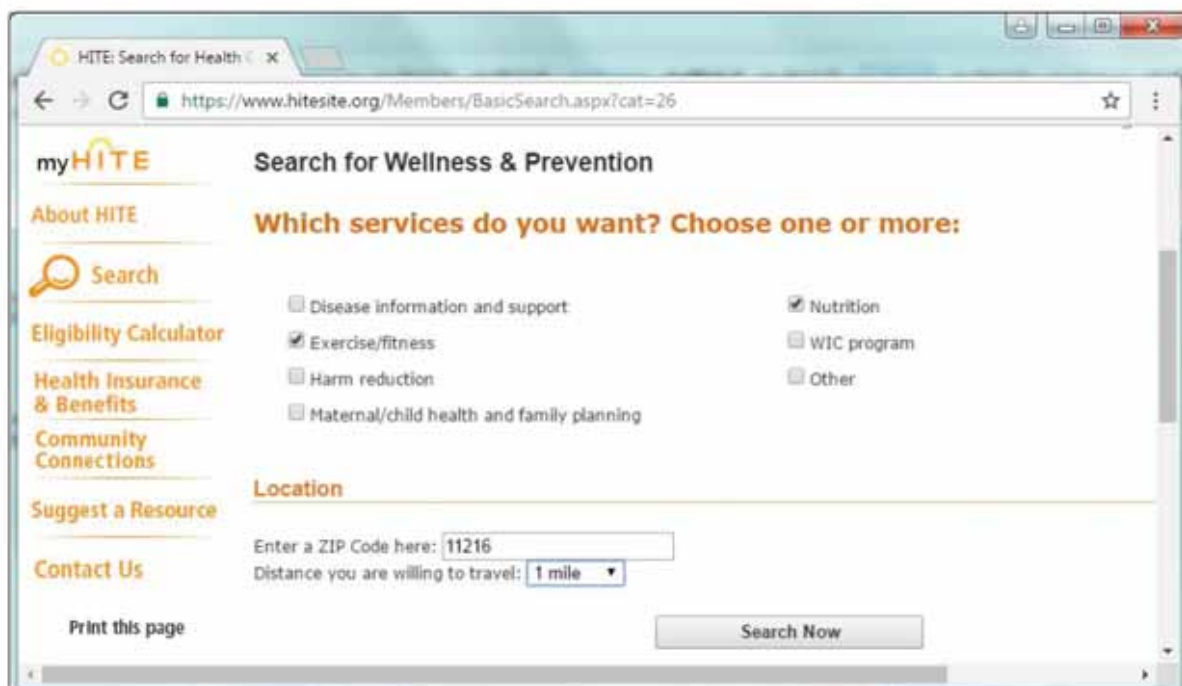 HITE: Search for Health
https://www.hitesite.org/Members/BasicSearch.aspx?cat=26
myHITE
About HITE
Search
Eligibility Calculator
Health Insurance
& Benefits
Community
Connections
Suggest a Resource
Contact Us
Print this page
Search for Wellness & Prevention
Which services do you want? Choose one or more:
Disease information and support
Exercise/fitness
Harm reduction
Maternal/child health and family planning
Nutrition
WIC program
Other
Location
Enter a ZIP Code here: 11216
Distance you are willing to travel: 1 mile
Search Now